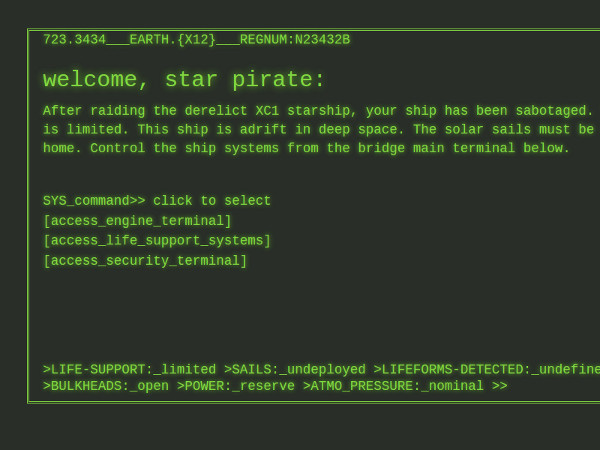 723.3434___EARTH.{X12}___REGNUM:N23432B
welcome, star pirate:
After raiding the derelict XC1 starship, your ship has been sabotaged.
is limited. This ship is adrift in deep space. The solar sails must be
home. Control the ship systems from the bridge main terminal below.
SYS_command>> click to select
[access_engine_terminal]
[access_life_support_systems]
[access_security_terminal]
>LIFE-SUPPORT:_limited >SAILS:_undeployed >LIFEFORMS-DETECTED:_undefine
>BULKHEADS:_open >POWER:_reserve >ATMO_PRESSURE:_nominal >>